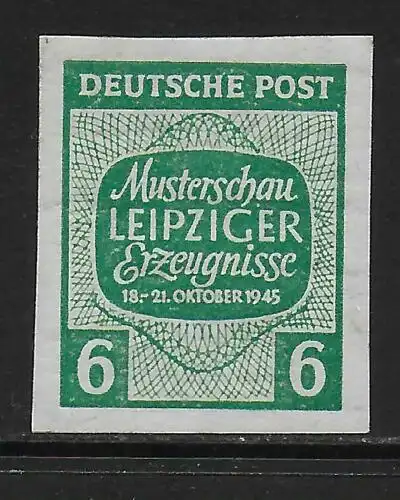 DEUTSCHE POST
Musterschau
LEIPZIGER
Erzeugnisse
18.-21. OKTOBER 1945
6 6